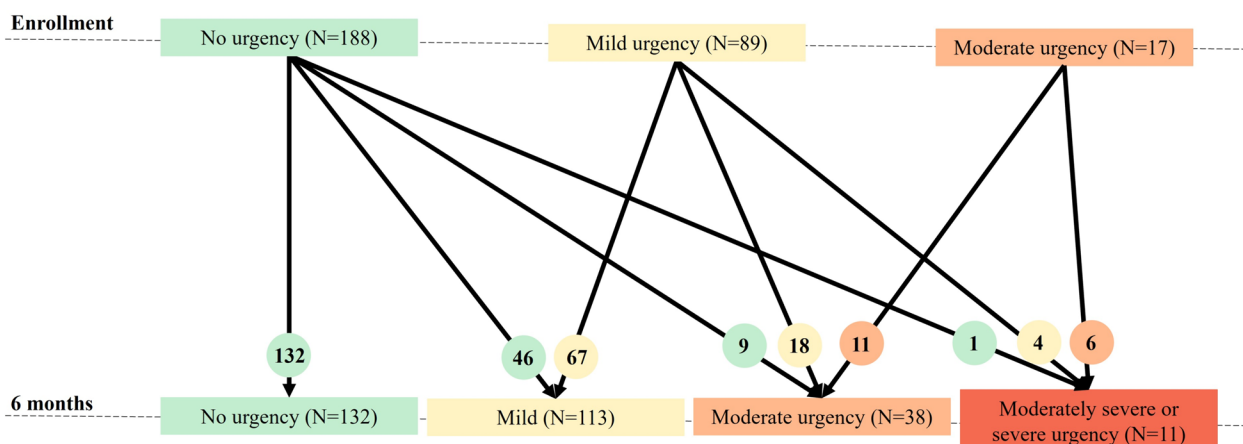 Enrollment
No urgency (N=188)
Mild urgency (N=89)
Moderate urgency (N=17)
132
46
67
9
18
11
1
4
6
6 months
No urgency (N=132)
Mild (N=113)
Moderate urgency (N=38)
Moderately severe or
severe urgency (N=11)